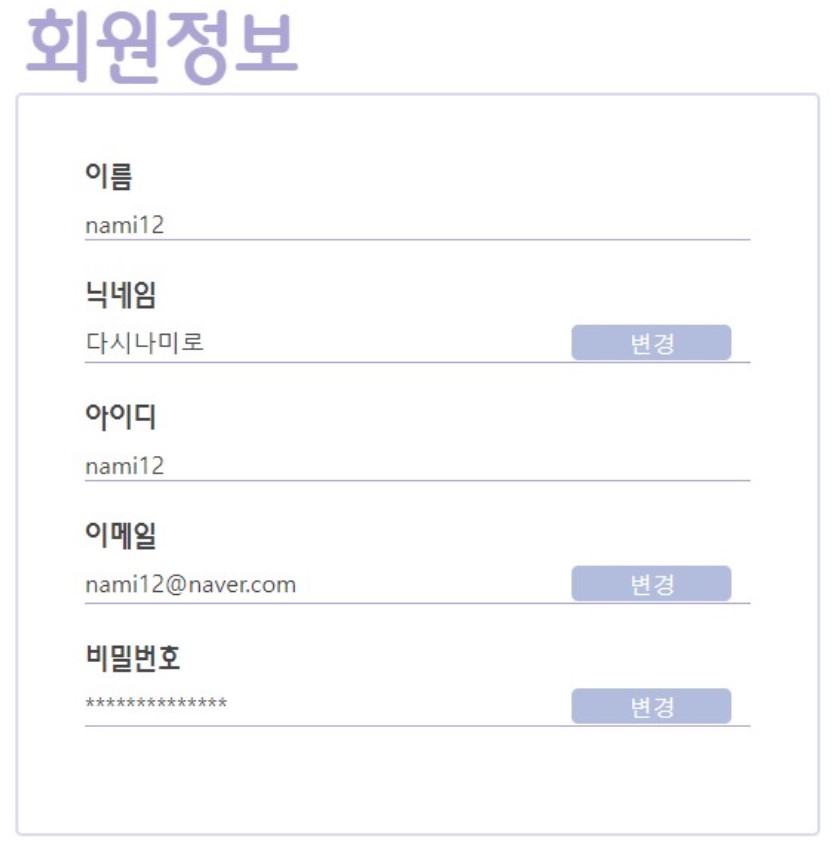 회원정보
이름
nami12
닉네임
다시나미로
변경
아이디
nami12
이메일
nami12@naver.com
변경
비밀번호
**************
변경